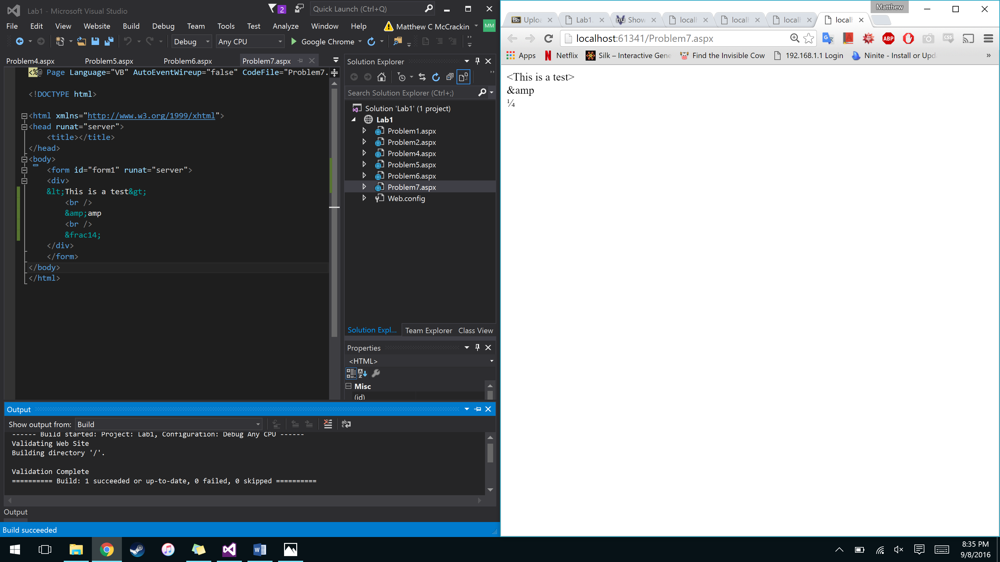 Lab1 - Microsoft Visual Studio
2
Quick Launch (Ctrl+Q)
File Edit View Website Build Debug Team Tools Test Analyze Window Help
Matthew C McCrackin
MM
Debug
Any CPU
Google Chrome
Problem4.aspx Problem5.aspx Problem6.aspx Problem7.aspx
<%@ Page Language="VB" AutoEventWireup="false" CodeFile="Problem7.
<!DOCTYPE html>
<html xmlns="http://www.w3.org/1999/xhtml">
<head runat="server">
<title></title>
</head>
<body>
<form id="form1" runat="server">
<div>
&lt;This is a test&gt;
<br />
&amp;amp
<br />
&frac14;
</div>
</form>
</body>
</html>
Solution Explorer
Search Solution Explorer (Ctrl+;)
Solution 'Lab1' (1 project)
Lab1
Problem1.aspx
Problem2.aspx
Problem4.aspx
Problem5.aspx
Problem6.aspx
Problem7.aspx
Web.config
Solution Expl... Team Explorer Class View
Properties
<HTML>
Misc
(id)
Output
Show output from: Build
------ Build started: Project: Lab1, Configuration: Debug Any CPU ------
Validating Web Site
Building directory '/'.
Validation Complete
========== Build: 1 succeeded or up-to-date, 0 failed, 0 skipped ==========
Output
Build succeeded
Matthew
Bb Uploa Lab1. Show localh localh localh localh
localhost:61341/Problem7.aspx
ABP
CSS
Apps Netflix Silk – Interactive Gene Find the Invisible Cow 192.168.1.1 Login Ninite - Install or Upda »
<This is a test>
&amp
¼
8:35 PM
9/8/2016